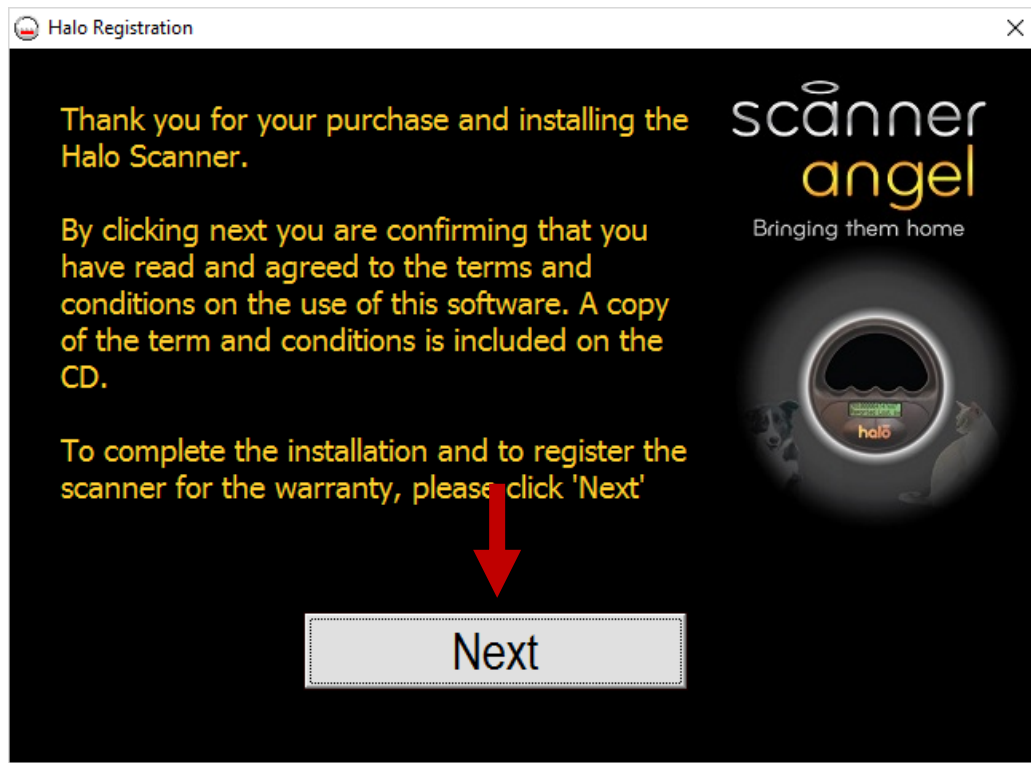 Halo Registration
Thank you for your purchase and installing the
Halo Scanner.
By clicking next you are confirming that you
have read and agreed to the terms and
conditions on the use of this software. A copy
of the term and conditions is included on the
CD.
To complete the installation and to register the
scanner for the warranty, please click 'Next'
Next
scanner
angel
Bringing them home
halo